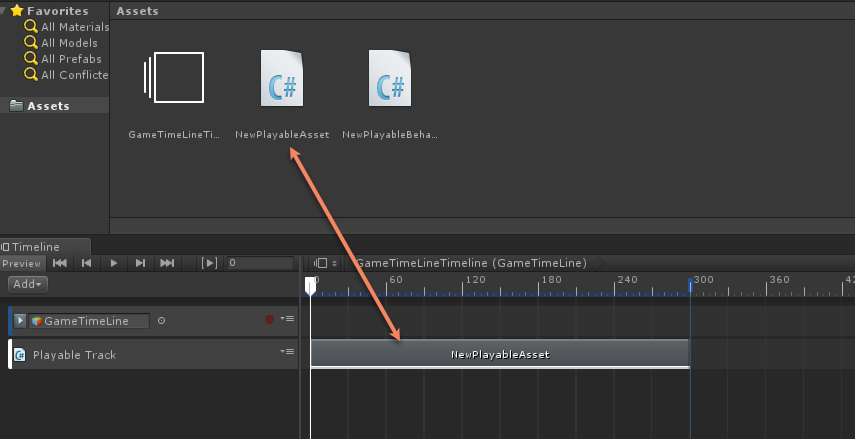 Favorites
All Materials
All Models
All Prefabs
All Conflicte
Assets
Assets
C#
C#
GameTimeLineTi...
NewPlayableAsset
NewPlayableBeha...
Timeline
Preview
0
GameTimeLineTimeline (GameTimeLine)
Add
0
60
120
180
240
300
360
42
GameTimeLine
C#
Playable Track
NewPlayableAsset